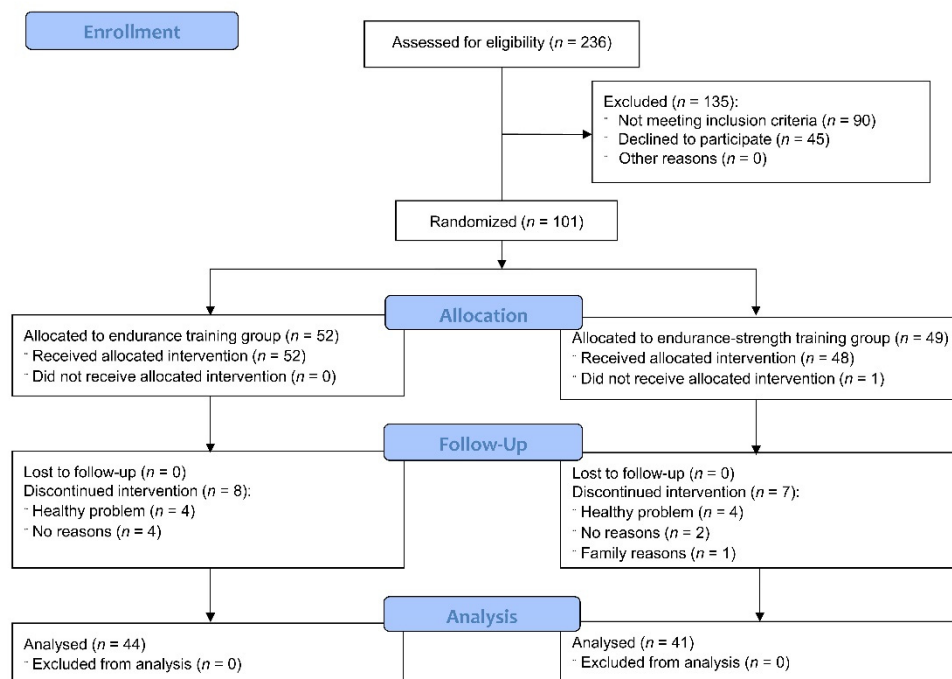 Enrollment
Assessed for eligibility (n = 236)
Excluded (n = 135):
- Not meeting inclusion criteria (n = 90)
- Declined to participate (n = 45)
- Other reasons (n = 0)
Randomized (n = 101)
Allocation
Allocated to endurance training group (n = 52)
- Received allocated intervention (n = 52)
- Did not receive allocated intervention (n = 0)
Allocated to endurance-strength training group (n = 49)
- Received allocated intervention (n = 48)
- Did not receive allocated intervention (n = 1)
Follow-Up
Lost to follow-up (n = 0)
Discontinued intervention (n = 8):
- Healthy problem (n = 4)
- No reasons (n = 4)
Lost to follow-up (n = 0)
Discontinued intervention (n = 7):
- Healthy problem (n = 4)
- No reasons (n = 2)
- Family reasons (n = 1)
Analysis
Analysed (n = 44)
- Excluded from analysis (n = 0)
Analysed (n = 41)
- Excluded from analysis (n = 0)